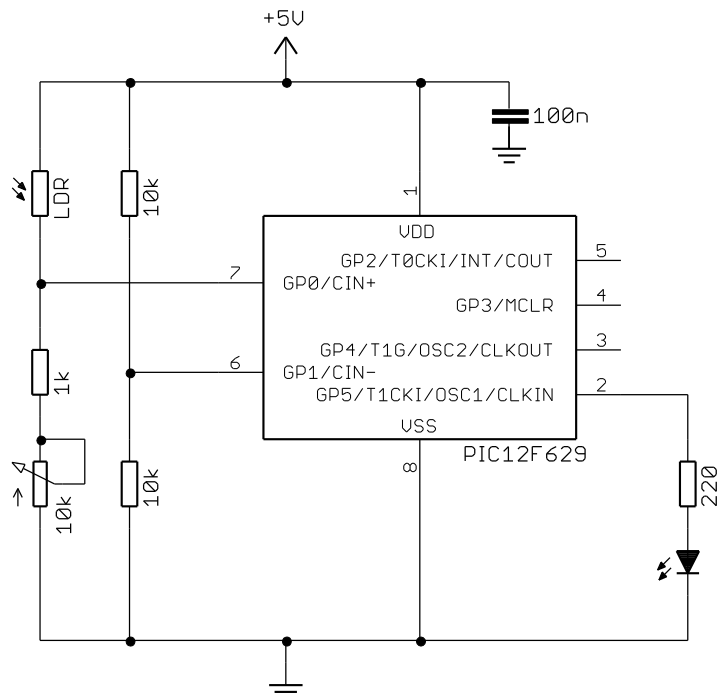 +5V
100n
LDR
10k
1
VDD
GP2/T0CKI/INT/COUT
5
7
GP0/CIN+
GP3/MCLR
4
GP4/T1G/OSC2/CLKOUT
3
6
GP1/CIN-
GP5/T1CKI/OSC1/CLKIN
2
1k
VSS
PIC12F629
8
10k
10k
220